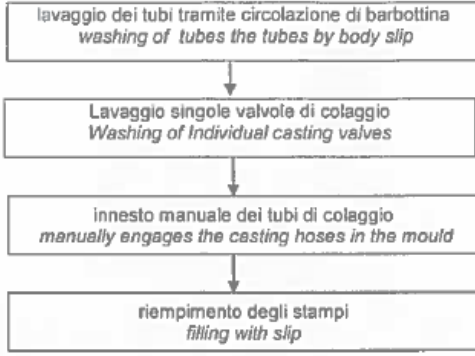 lavaggio dei tubi tramite circolazione di barbottina
washing of tubes the tubes by body slip
Lavaggio singole valvole di colaggio
Washing of Individual casting valves
innesto manuale dei tubi di colaggio
manually engages the casting hoses in the mould
riempimento degli stampi
filling with slip